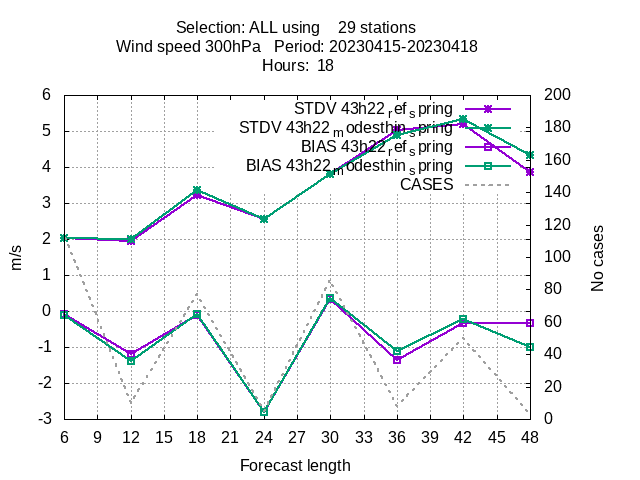 Selection: ALL using    29 stations
Wind speed 300hPa   Period: 20230415-20230418
Hours:  18
STDV 43h22_ref_spring
STDV 43h22_modesthin_spring
BIAS 43h22_ref_spring
BIAS 43h22_modesthin_spring
CASES
6
5
4
3
2
1
0
-1
-2
-3
m/s
200
180
160
140
120
100
80
60
40
20
0
No cases
6 9 12 15 18 21 24 27 30 33 36 39 42 45 48
Forecast length